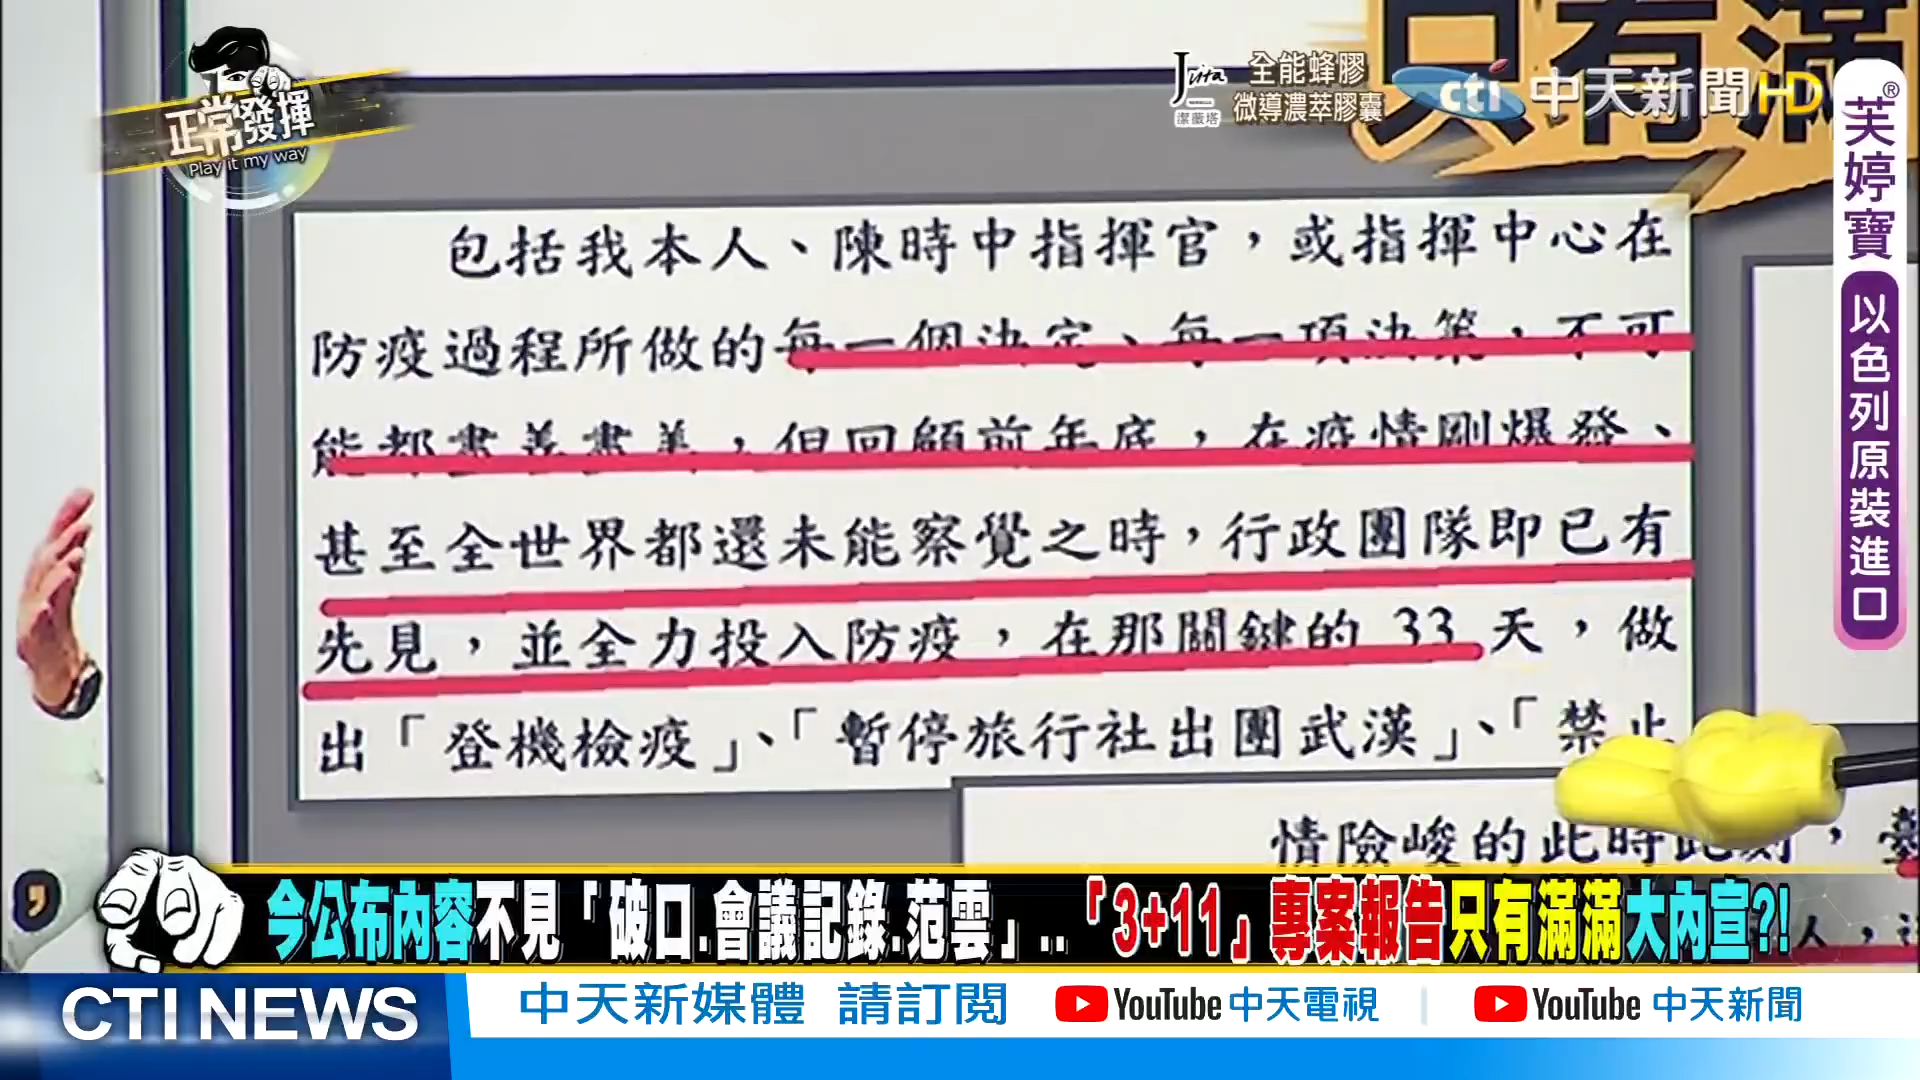 正常發揮
Play it my way
Jvita
潔薇塔
全能蜂膠
微導濃萃膠囊
只有滿
cti 中天新聞HD
芙婷寶®
以色列原裝進口
包括我本人、陳時中指揮官，或指揮中心在
防疫過程所做的每一個決定、每一項決策，不可
能都盡善盡美，但回顧前年底，在疫情剛爆發、
甚至全世界都還未能察覺之時，行政團隊即已有
先見，並全力投入防疫，在那關鍵的 33 天，做
出「登機檢疫」、「暫停旅行社出團武漢」、「禁止
情險峻的此時此刻，
人，
今公布內容不見「破口.會議記錄.范雲」..「3+11」專案報告只有滿滿大內宣?!
CTI NEWS
中天新媒體 請訂閱 YouTube 中天電視 | YouTube 中天新聞